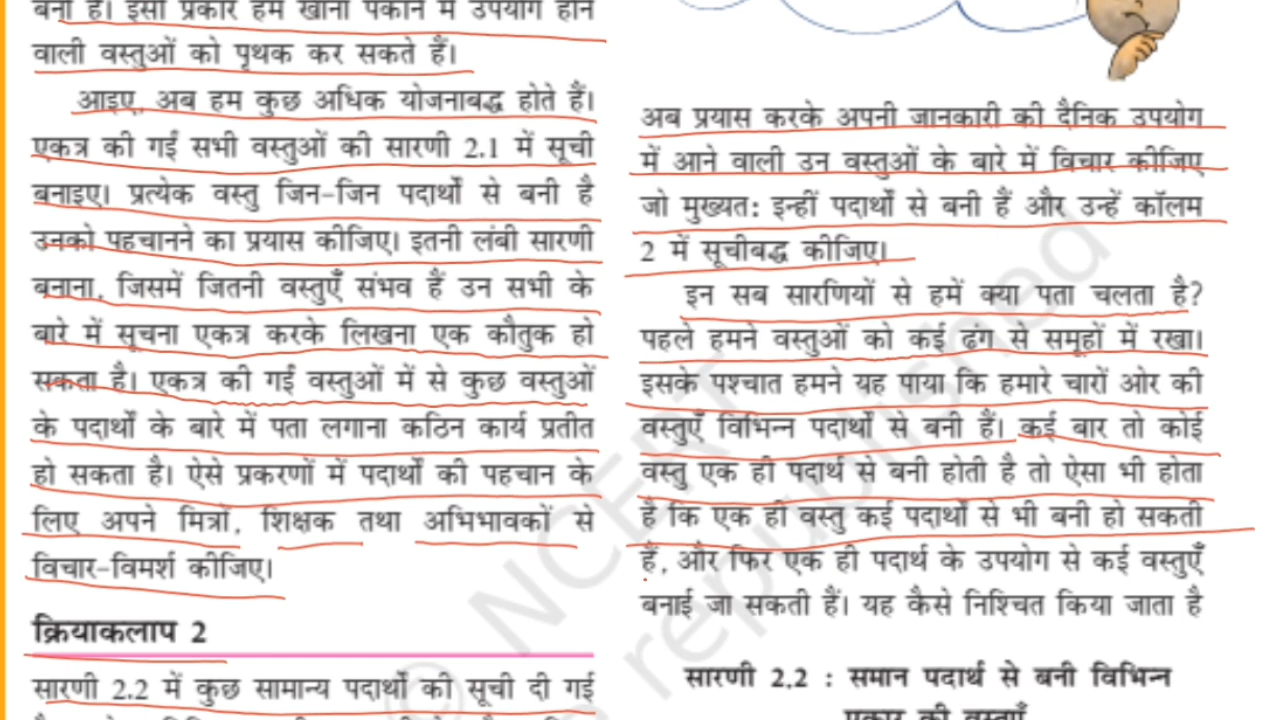 बनी हैं। इसी प्रकार हम खाना पकाने में उपयोग होने
वाली वस्तुओं को पृथक कर सकते हैं।
आइए, अब हम कुछ अधिक योजनाबद्ध होते हैं।
एकत्र की गईं सभी वस्तुओं की सारणी 2.1 में सूची
बनाइए। प्रत्येक वस्तु जिन-जिन पदार्थों से बनी है
उनको पहचानने का प्रयास कीजिए। इतनी लंबी सारणी
बनाना, जिसमें जितनी वस्तुएँ संभव हैं उन सभी के
बारे में सूचना एकत्र करके लिखना एक कौतुक हो
सकता है। एकत्र की गईं वस्तुओं में से कुछ वस्तुओं
के पदार्थों के बारे में पता लगाना कठिन कार्य प्रतीत
हो सकता है। ऐसे प्रकरणों में पदार्थों की पहचान के
लिए अपने मित्रों, शिक्षक तथा अभिभावकों से
विचार-विमर्श कीजिए।
क्रियाकलाप 2
सारणी 2.2 में कुछ सामान्य पदार्थों की सूची दी गई
अब प्रयास करके अपनी जानकारी की दैनिक उपयोग
में आने वाली उन वस्तुओं के बारे में विचार कीजिए
जो मुख्यत: इन्हीं पदार्थों से बनी हैं और उन्हें कॉलम
2 में सूचीबद्ध कीजिए।
इन सब सारणियों से हमें क्या पता चलता है?
पहले हमने वस्तुओं को कई ढंग से समूहों में रखा।
इसके पश्चात हमने यह पाया कि हमारे चारों ओर की
वस्तुएँ विभिन्न पदार्थों से बनी हैं। कई बार तो कोई
वस्तु एक ही पदार्थ से बनी होती है तो ऐसा भी होता
है कि एक ही वस्तु कई पदार्थों से भी बनी हो सकती
है, और फिर एक ही पदार्थ के उपयोग से कई वस्तुएँ
बनाई जा सकती हैं। यह कैसे निश्चित किया जाता है
सारणी 2.2 : समान पदार्थ से बनी विभिन्न
प्रकार की वस्तुएँ
© NCERT
republished